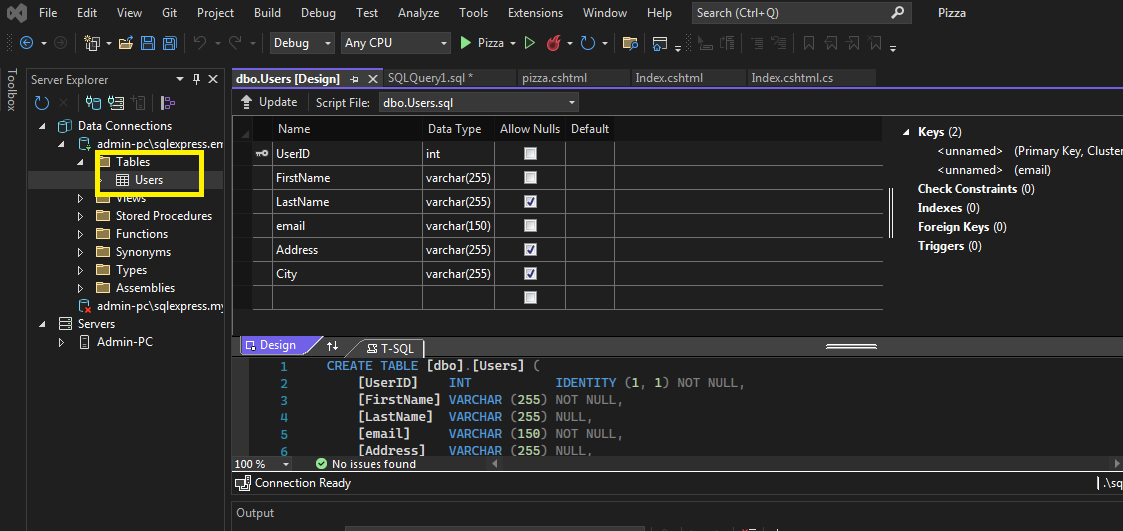 File Edit View Git Project Build Debug Test Analyze Tools Extensions Window Help Search (Ctrl+Q) Pizza
Debug Any CPU Pizza
Toolbox
Server Explorer
Data Connections
admin-pc\sqlexpress.em
Tables
Users
Views
Stored Procedures
Functions
Synonyms
Types
Assemblies
admin-pc\sqlexpress.my
Servers
Admin-PC
dbo.Users [Design] SQLQuery1.sql * pizza.cshtml Index.cshtml Index.cshtml.cs
Update Script File: dbo.Users.sql
Name Data Type Allow Nulls Default
UserID int
FirstName varchar(255)
LastName varchar(255)
email varchar(150)
Address varchar(255)
City varchar(255)
Keys (2)
<unnamed> (Primary Key, Cluster
<unnamed> (email)
Check Constraints (0)
Indexes (0)
Foreign Keys (0)
Triggers (0)
Design T-SQL
1 CREATE TABLE [dbo].[Users] (
2 [UserID] INT IDENTITY (1, 1) NOT NULL,
3 [FirstName] VARCHAR (255) NOT NULL,
4 [LastName] VARCHAR (255) NULL,
5 [email] VARCHAR (150) NOT NULL,
6 [Address] VARCHAR (255) NULL,
100 % No issues found
Connection Ready .\sq
Output